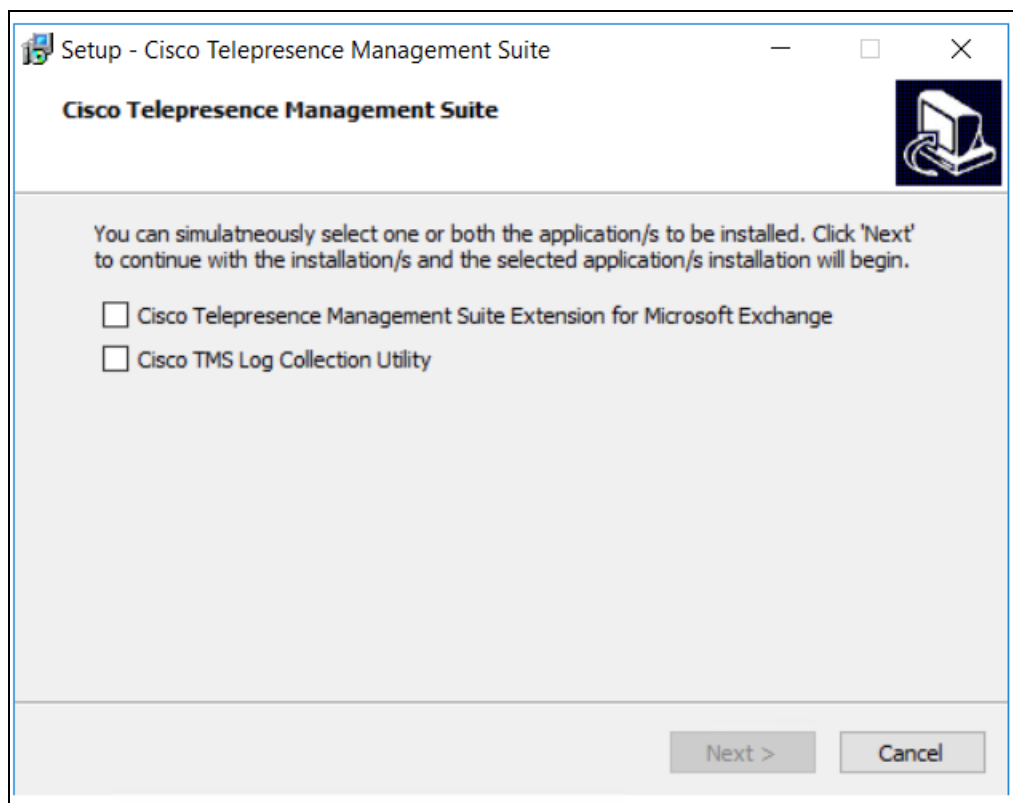 Setup - Cisco Telepresence Management Suite
Cisco Telepresence Management Suite
You can simulatneously select one or both the application/s to be installed. Click 'Next'
to continue with the installation/s and the selected application/s installation will begin.
Cisco Telepresence Management Suite Extension for Microsoft Exchange
Cisco TMS Log Collection Utility
Next >
Cancel